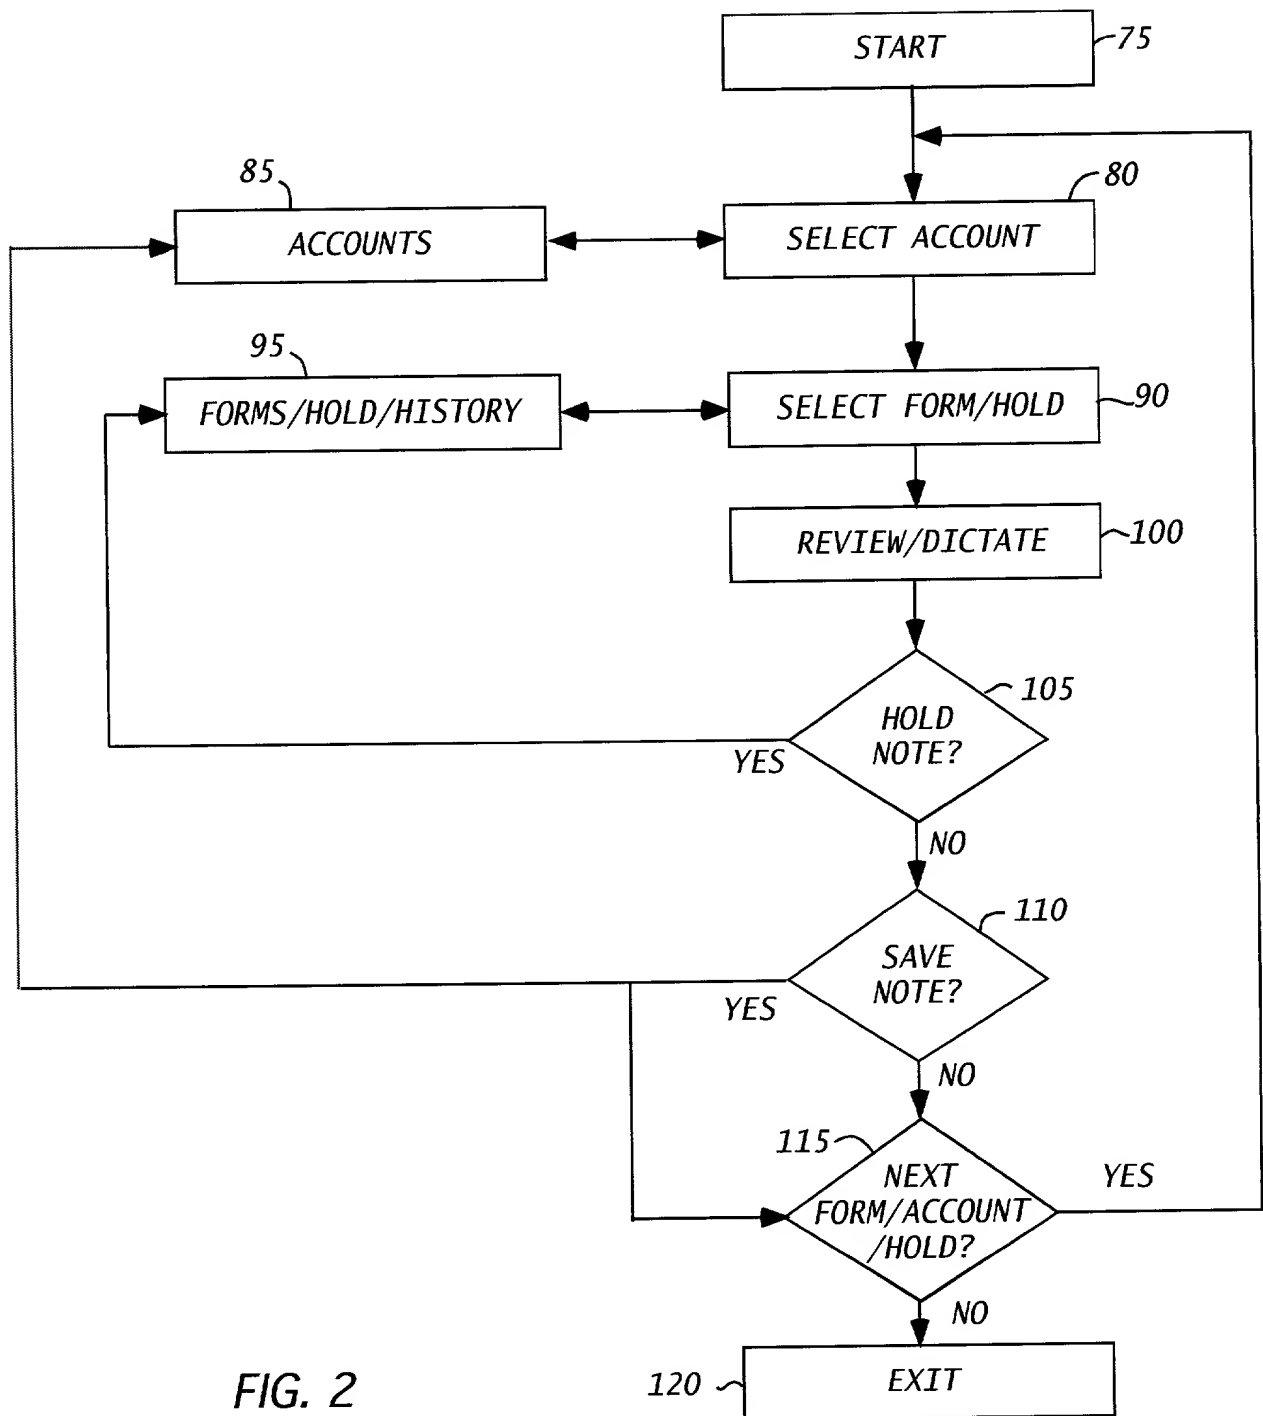 START
75
85
80
ACCOUNTS
SELECT ACCOUNT
95
FORMS/HOLD/HISTORY
SELECT FORM/HOLD
90
REVIEW/DICTATE
100
105
HOLD
NOTE?
YES
NO
110
SAVE
NOTE?
YES
NO
115
NEXT
FORM/ACCOUNT
/HOLD?
YES
NO
FIG. 2
120
EXIT